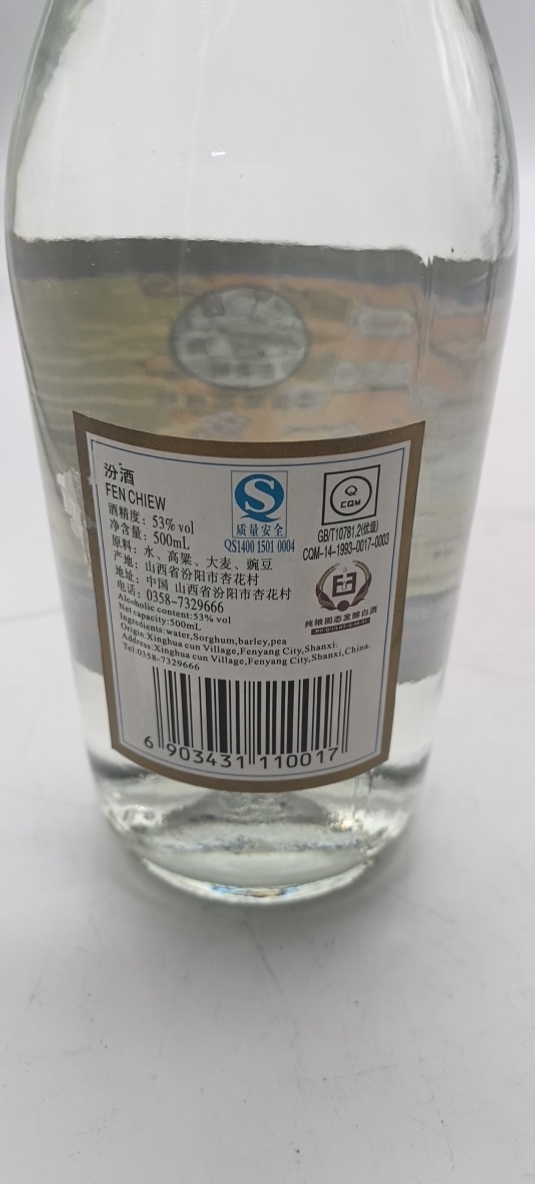 汾酒
FEN CHIEW
酒精度：53% vol
净含量：500mL
原料：水、高粱、大麦、豌豆
产地：山西省汾阳市杏花村
地址：中国 山西省汾阳市杏花村
电话：0358-7329666
Alcoholic content:53% vol
Net capacity:500mL
Ingredients:water,Sorghum,barley,pea
Origin:Xinghua cun Village,Fenyang City,Shanxi.
Address:Xinghua cun Village,Fenyang City,Shanxi,China.
Tel:0358-7329666
S
质量安全
QS1400 1501 0004
Q
CQM
GB/T10781.2(优级)
CQM-14-1993-0017-0003
纯粮固态发酵白酒
6 903431 110017